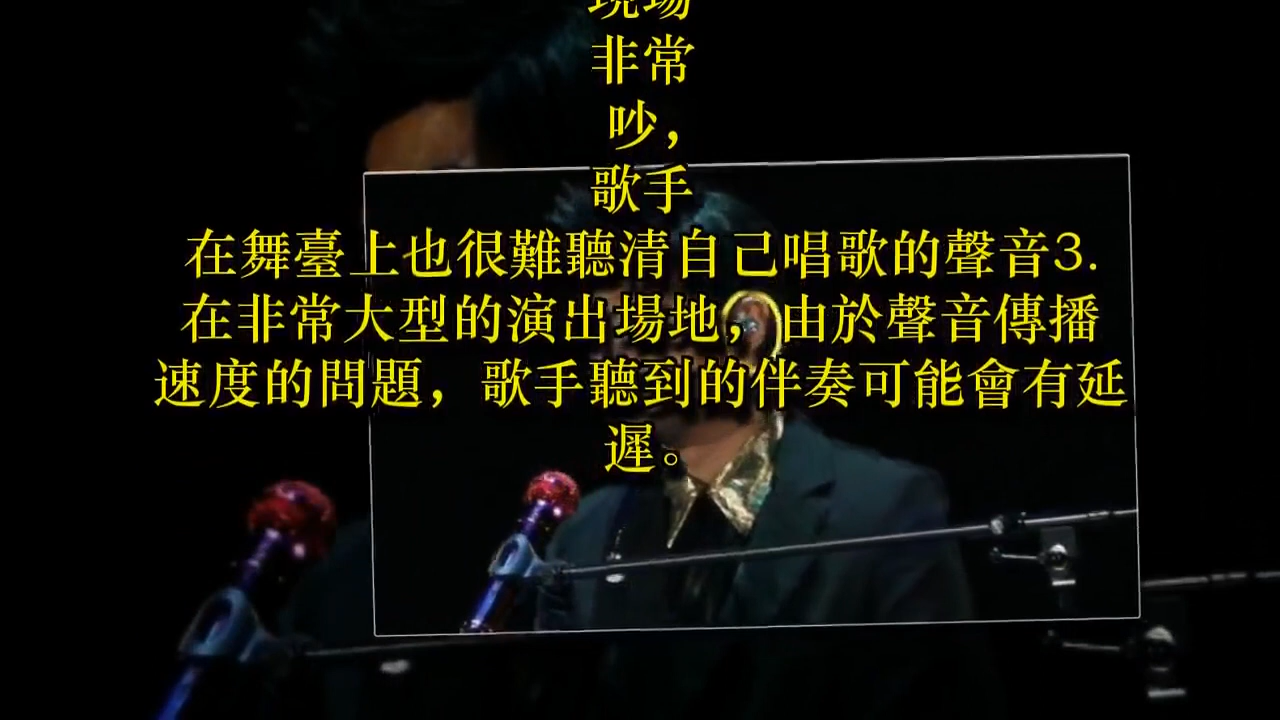 現場
非常
吵，
歌手
在舞臺上也很難聽清自己唱歌的聲音3.
在非常大型的演出場地，由於聲音傳播
速度的問題，歌手聽到的伴奏可能會有延
遲。